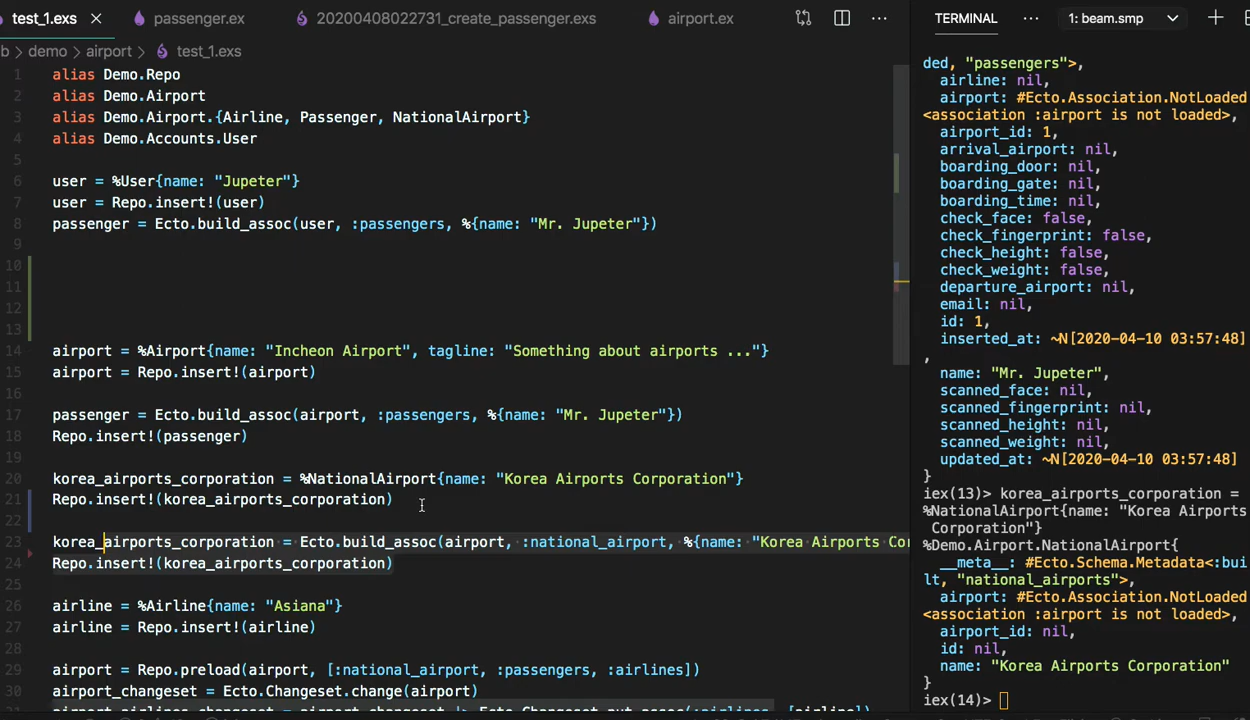 test_1.exs
passenger.ex
20200408022731_create_passenger.exs
airport.ex
b > demo > airport > test_1.exs
1 alias Demo.Repo
2 alias Demo.Airport
3 alias Demo.Airport.{Airline, Passenger, NationalAirport}
4 alias Demo.Accounts.User
5
6 user = %User{name: "Jupeter"}
7 user = Repo.insert!(user)
8 passenger = Ecto.build_assoc(user, :passengers, %{name: "Mr. Jupeter"})
9
10
11
12
13
14 airport = %Airport{name: "Incheon Airport", tagline: "Something about airports ..."}
15 airport = Repo.insert!(airport)
16
17 passenger = Ecto.build_assoc(airport, :passengers, %{name: "Mr. Jupeter"})
18 Repo.insert!(passenger)
19
20 korea_airports_corporation = %NationalAirport{name: "Korea Airports Corporation"}
21 Repo.insert!(korea_airports_corporation)
22
23 korea_airports_corporation = Ecto.build_assoc(airport, :national_airport, %{name: "Korea Airports Co
24 Repo.insert!(korea_airports_corporation)
25
26 airline = %Airline{name: "Asiana"}
27 airline = Repo.insert!(airline)
28
29 airport = Repo.preload(airport, [:national_airport, :passengers, :airlines])
30 airport_changeset = Ecto.Changeset.change(airport)
31 airport_airlines_changeset = airport_changeset |> Ecto.Changeset.put_assoc(:airlines, [airline])
TERMINAL
1: beam.smp
ded, "passengers">,
airline: nil,
airport: #Ecto.Association.NotLoaded
<association :airport is not loaded>,
airport_id: 1,
arrival_airport: nil,
boarding_door: nil,
boarding_gate: nil,
boarding_time: nil,
check_face: false,
check_fingerprint: false,
check_height: false,
check_weight: false,
departure_airport: nil,
email: nil,
id: 1,
inserted_at: ~N[2020-04-10 03:57:48]
,
name: "Mr. Jupeter",
scanned_face: nil,
scanned_fingerprint: nil,
scanned_height: nil,
scanned_weight: nil,
updated_at: ~N[2020-04-10 03:57:48]
}
iex(13)> korea_airports_corporation =
%NationalAirport{name: "Korea Airports
Corporation"}
%Demo.Airport.NationalAirport{
__meta__: #Ecto.Schema.Metadata<:bui
lt, "national_airports">,
airport: #Ecto.Association.NotLoaded
<association :airport is not loaded>,
airport_id: nil,
id: nil,
name: "Korea Airports Corporation"
}
iex(14)>